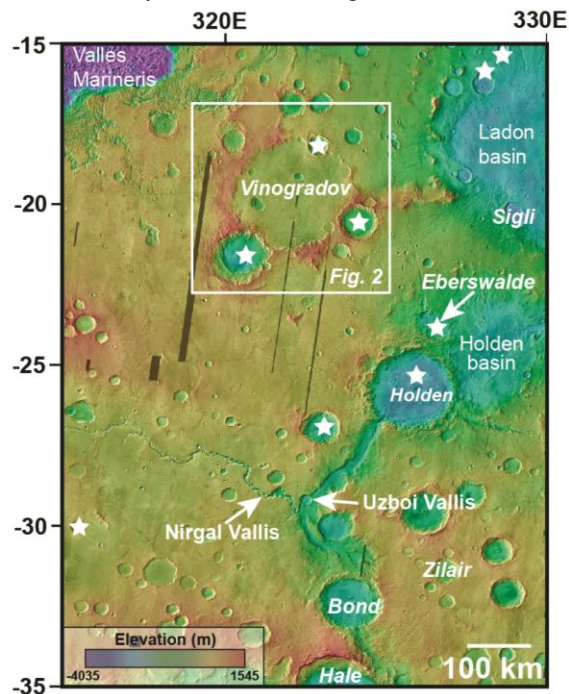 320E
330E
-15
Valles
Marineris
Ladon
basin
-20
Vinogradov
Sigli
Fig. 2
Eberswalde
Holden
basin
-25
Holden
Uzboi Vallis
Nirgal Vallis
-30
Zilair
Bond
Elevation (m)
-4035
1545
100 km
Hale
-35